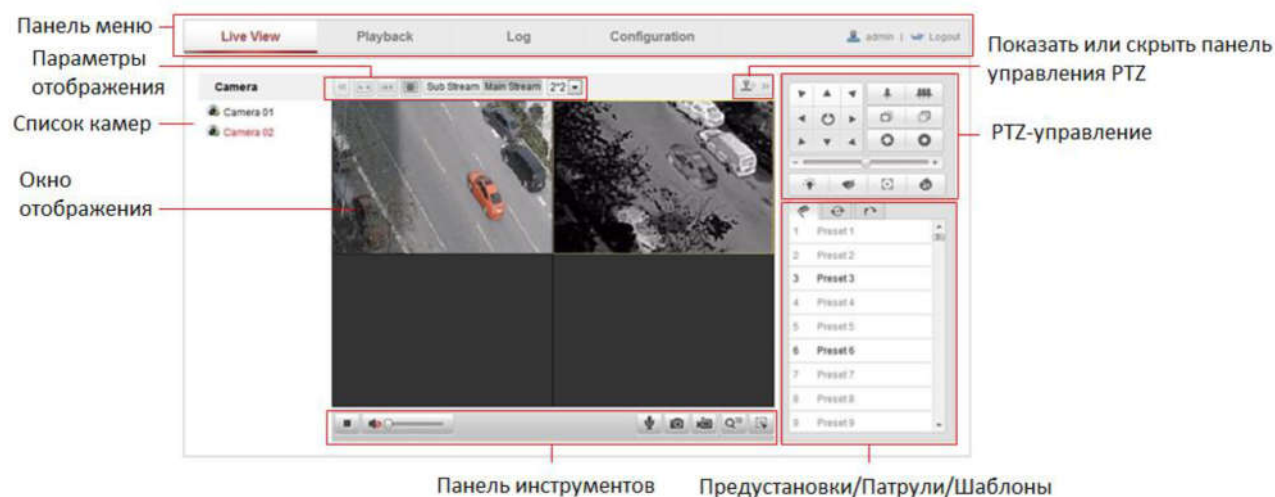 Панель меню
Live View Playback Log Configuration admin | Logout
Параметры
отображения
Показать или скрыть панель
управления PTZ
Camera
Sub Stream Main Stream 2*2
Список камер
Camera 01
Camera 02
PTZ-управление
Окно
отображения
1 Preset 1
2 Preset 2
3 Preset 3
4 Preset 4
5 Preset 5
6 Preset 6
7 Preset 7
8 Preset 8
9 Preset 9
Панель инструментов
Предустановки/Патрули/Шаблоны